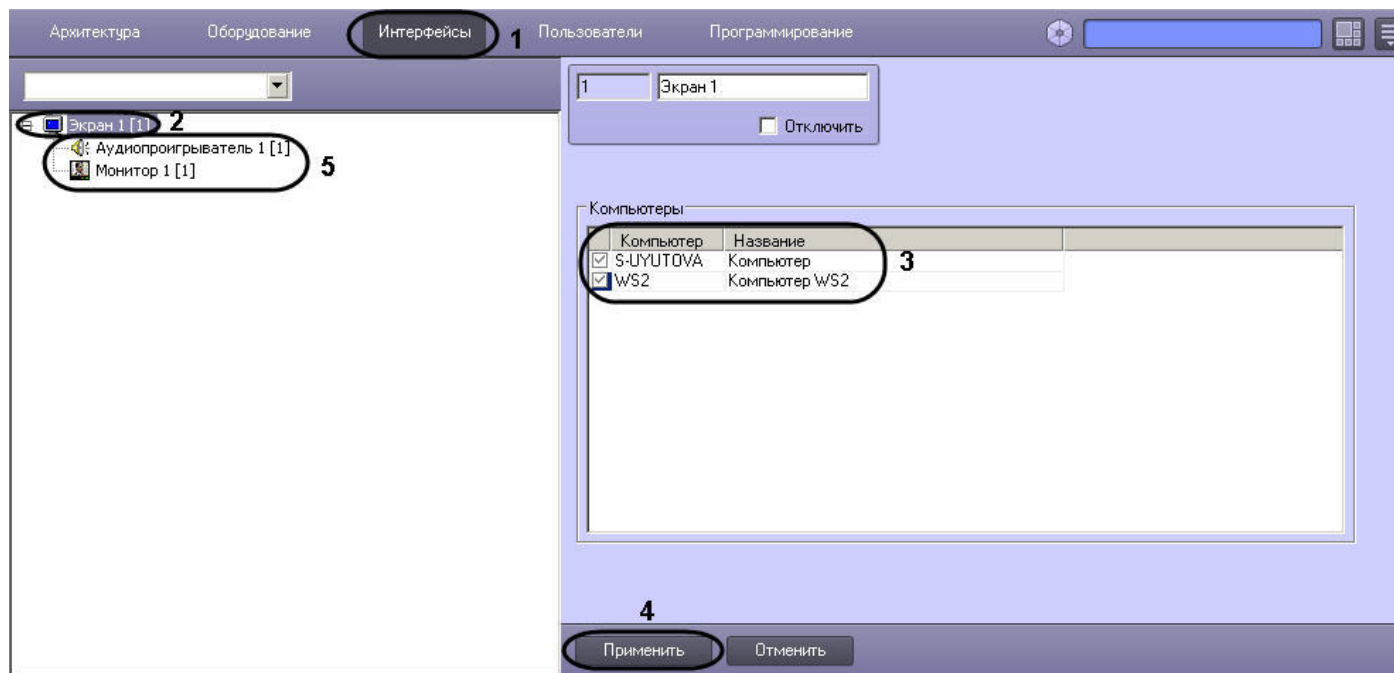 Архитектура Оборудование Интерфейсы 1 Пользователи Программирование
1 Экран 1
Отключить
Экран 1 [1] 2
Аудиопроигрыватель 1 [1]
Монитор 1 [1]
5
Компьютеры
Компьютер Название
S-UYUTOVA Компьютер
WS2 Компьютер WS2
3
4
Применить Отменить